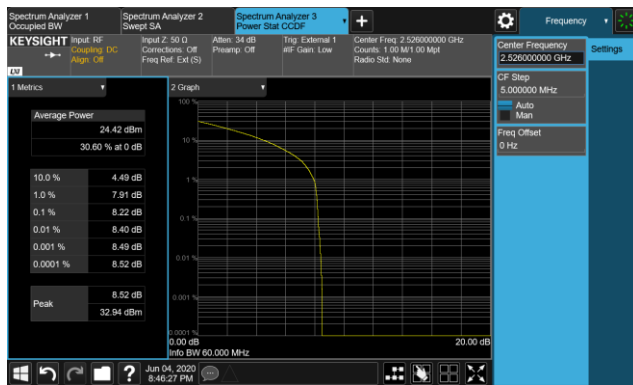 Spectrum Analyzer 1
Occupied BW
Spectrum Analyzer 2
Swept SA
Spectrum Analyzer 3
Power Stat CCDF
Frequency
KEYSIGHT
Input: RF
Coupling: DC
Align: Off
Input Z: 50 Ω
Corrections: Off
Freq Ref: Ext (S)
Atten: 34 dB
Preamp: Off
Trig: External 1
#IF Gain: Low
Center Freq: 2.526000000 GHz
Counts: 1.00 M/1.00 Mpt
Radio Std: None
LXI
Center Frequency
2.526000000 GHz
Settings
CF Step
5.000000 MHz
Auto
Man
Freq Offset
0 Hz
1 Metrics
2 Graph
Average Power
24.42 dBm
30.60 % at 0 dB
10.0 % 4.49 dB
1.0 % 7.91 dB
0.1 % 8.22 dB
0.01 % 8.40 dB
0.001 % 8.49 dB
0.0001 % 8.52 dB
Peak
8.52 dB
32.94 dBm
100 %
10 %
1 %
0.1 %
0.01 %
0.001 %
0.0001 %
0.00 dB
20.00 dB
Info BW 60.000 MHz
?
Jun 04, 2020
8:46:27 PM